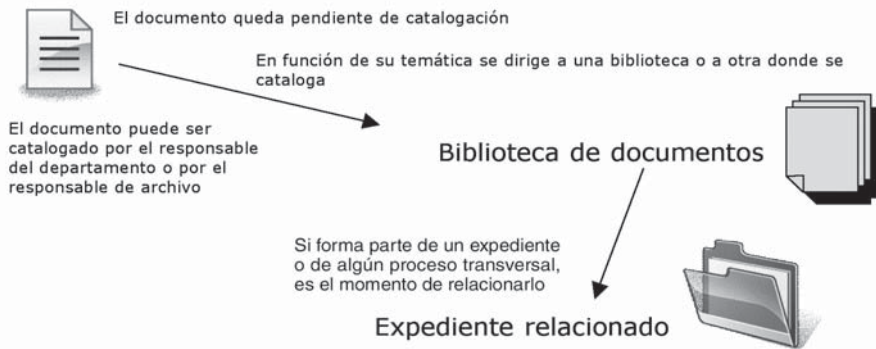 El documento queda pendiente de catalogación
En función de su temática se dirige a una biblioteca o a otra donde se
cataloga
El documento puede ser
catalogado por el responsable
del departamento o por el
responsable de archivo
Biblioteca de documentos
Si forma parte de un expediente
o de algún proceso transversal,
es el momento de relacionarlo
Expediente relacionado